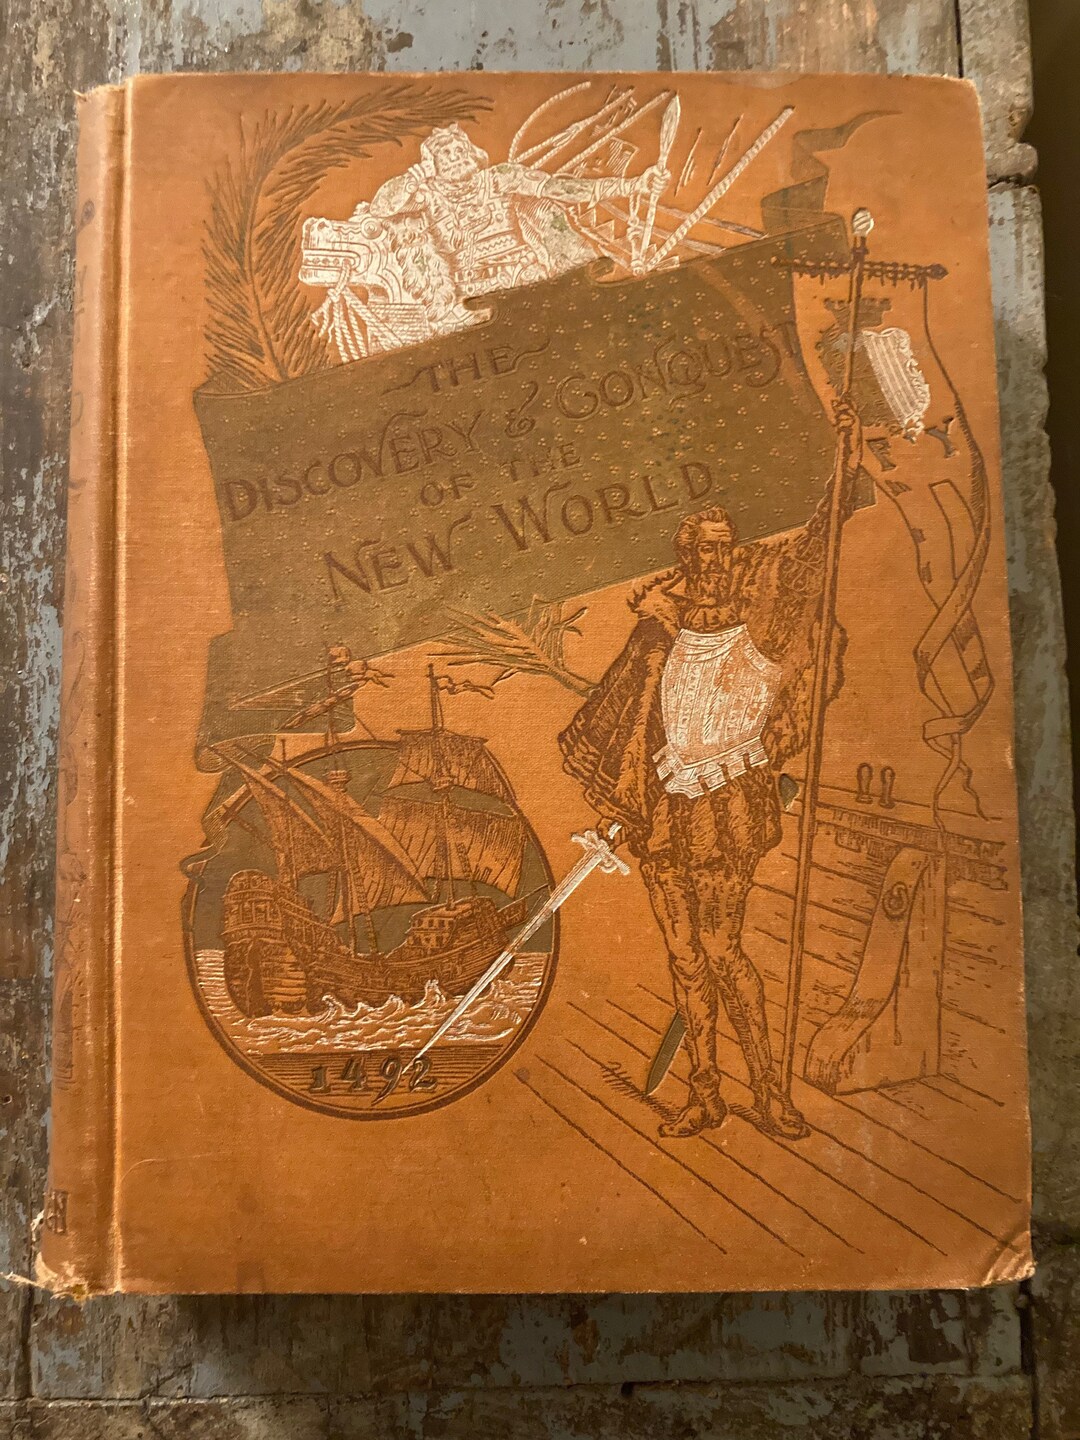 THE
DISCOVERY & CONQUEST
OF THE
NEW WORLD
F Y
1492